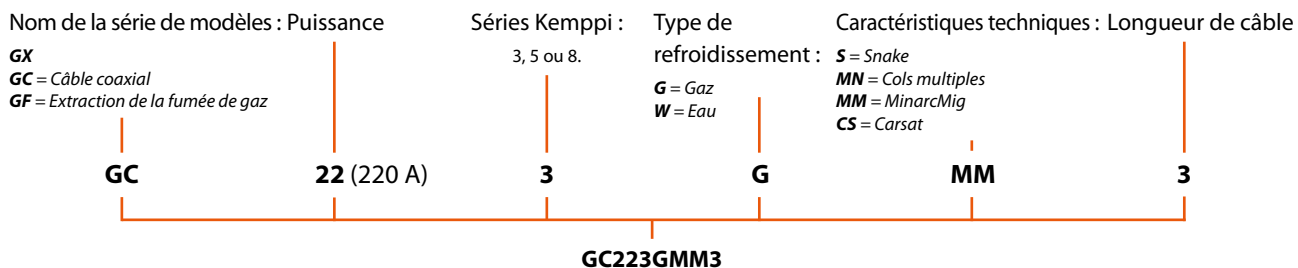 Nom de la série de modèles :
GX
GC = Câble coaxial
GF = Extraction de la fumée de gaz
Puissance
Séries Kemppi :
3, 5 ou 8.
Type de
refroidissement :
G = Gaz
W = Eau
Caractéristiques techniques :
S = Snake
MN = Cols multiples
MM = MinarcMig
CS = Carsat
Longueur de câble
GC
22 (220 A)
3
G
MM
3
GC223GMM3